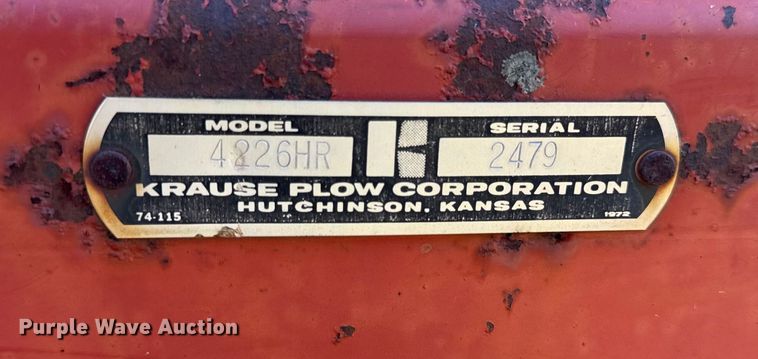 MODEL SERIAL
4226HR 2479
KRAUSE PLOW CORPORATION
HUTCHINSON, KANSAS
74-115 1972
Purple Wave Auction